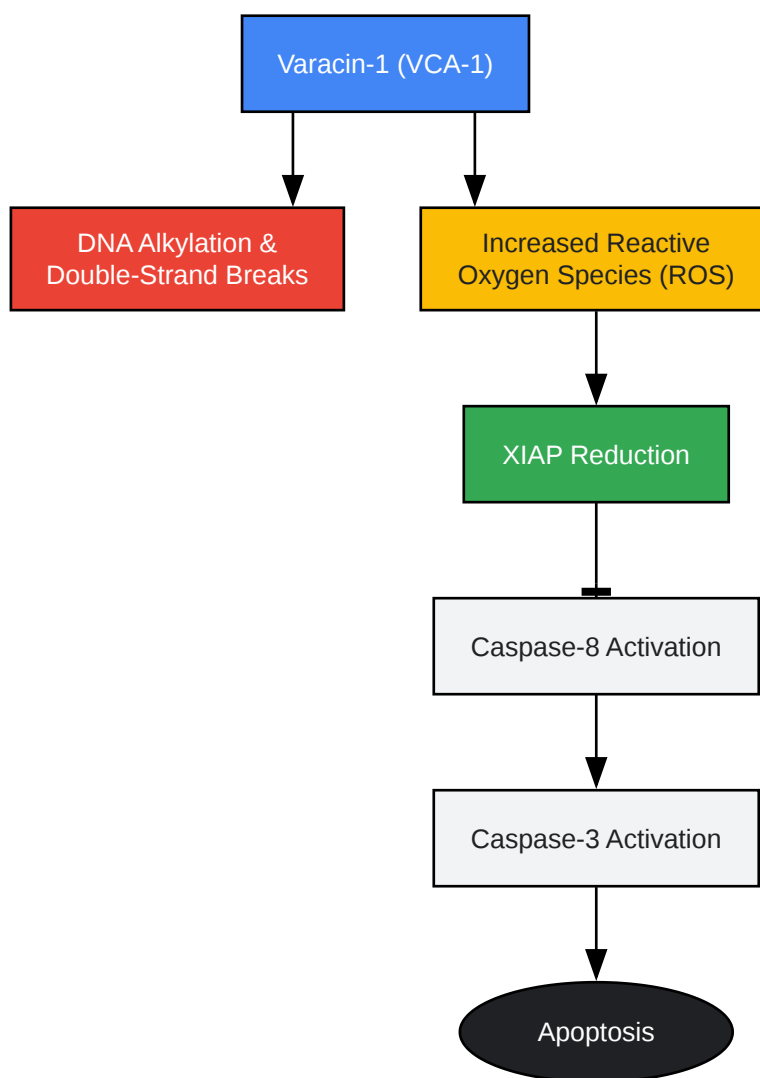 Varacin-1 (VCA-1)
DNA Alkylation &
Double-Strand Breaks
Increased Reactive
Oxygen Species (ROS)
XIAP Reduction
Caspase-8 Activation
Caspase-3 Activation
Apoptosis